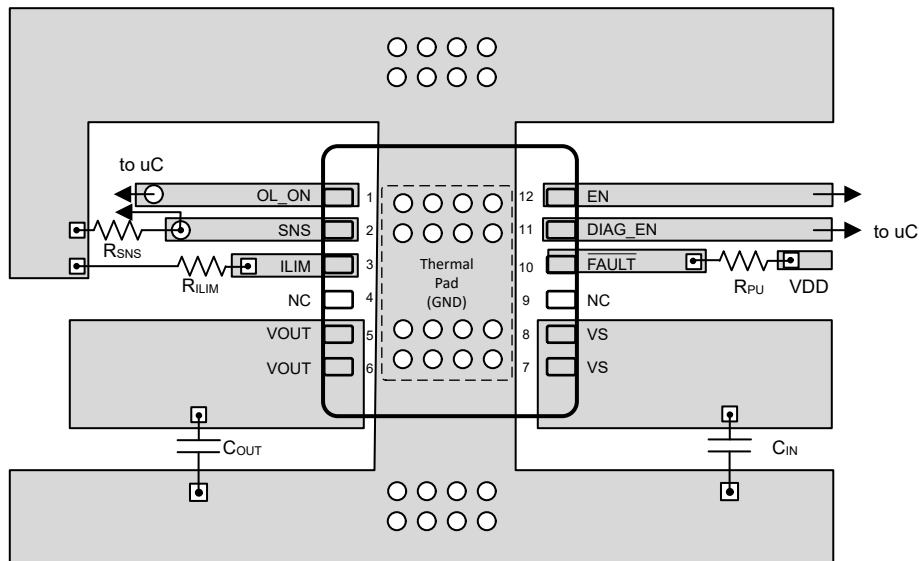 to uC
OL_ON 1 12 EN
SNS 2 11 DIAG_EN
to uC
RSNS
ILIM 3 Thermal 10 FAULT
Pad
(GND)
RILIM
RPU VDD
NC 4 9 NC
VOUT 5 8 VS
VOUT 6 7 VS
COUT CIN